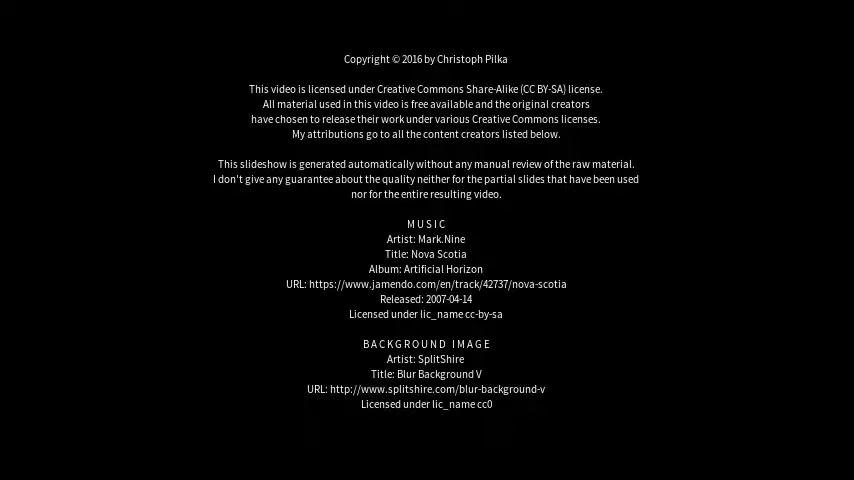 Copyright © 2016 by Christoph Pilka
This video is licensed under Creative Commons Share-Alike (CC BY-SA) license.
All material used in this video is free available and the original creators
have chosen to release their work under various Creative Commons licenses.
My attributions go to all the content creators listed below.
This slideshow is generated automatically without any manual review of the raw material.
I don't give any guarantee about the quality neither for the partial slides that have been used
nor for the entire resulting video.
MUSIC
Artist: Mark.Nine
Title: Nova Scotia
Album: Artificial Horizon
URL: https://www.jamendo.com/en/track/42737/nova-scotia
Released: 2007-04-14
Licensed under lic_name cc-by-sa
BACKGROUND IMAGE
Artist: SplitShire
Title: Blur Background V
URL: http://www.splitshire.com/blur-background-v
Licensed under lic_name cc0